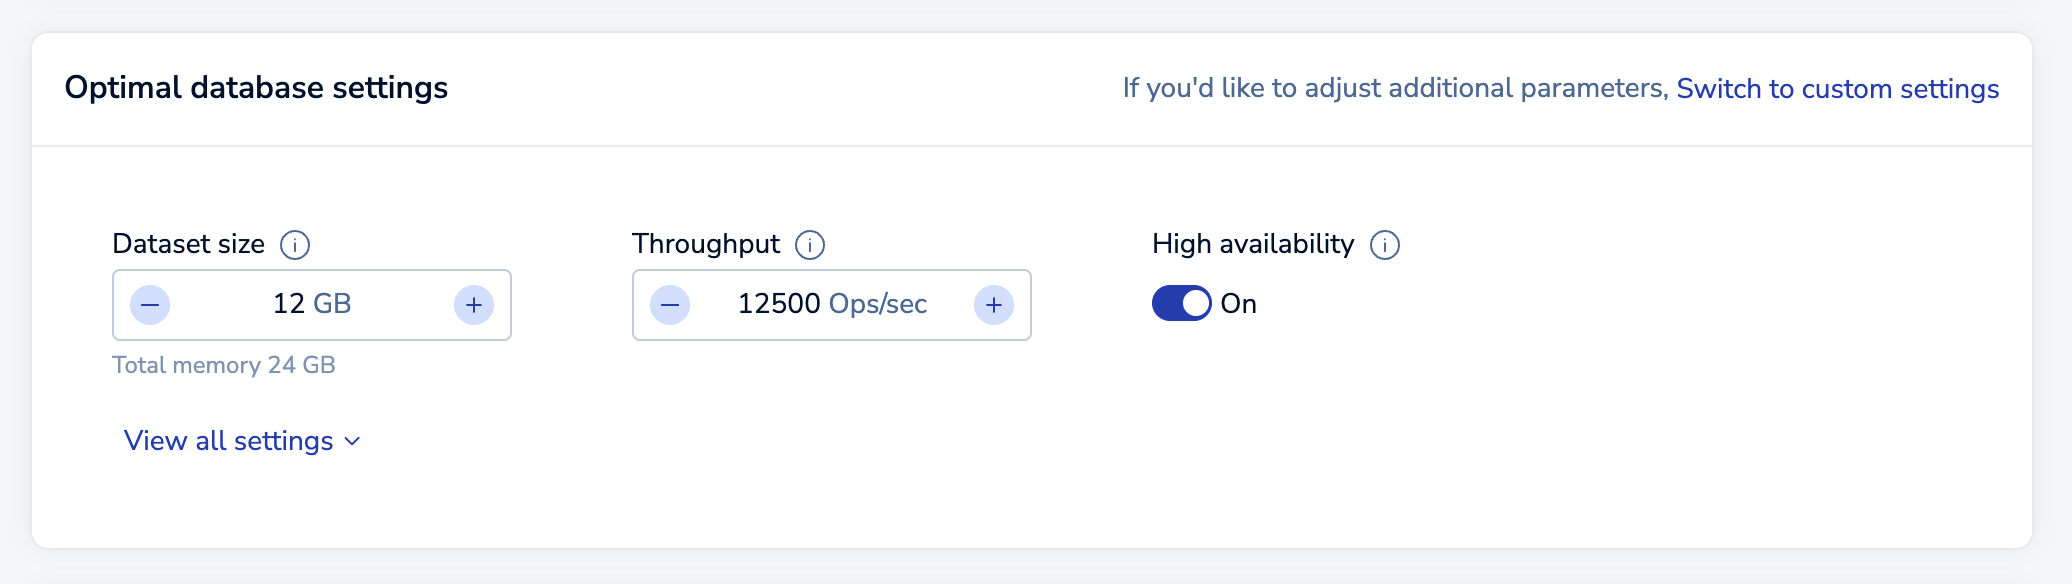 Optimal database settings
If you'd like to adjust additional parameters, Switch to custom settings
Dataset size
Throughput
High availability
12 GB
12500 Ops/sec
On
Total memory 24 GB
View all settings